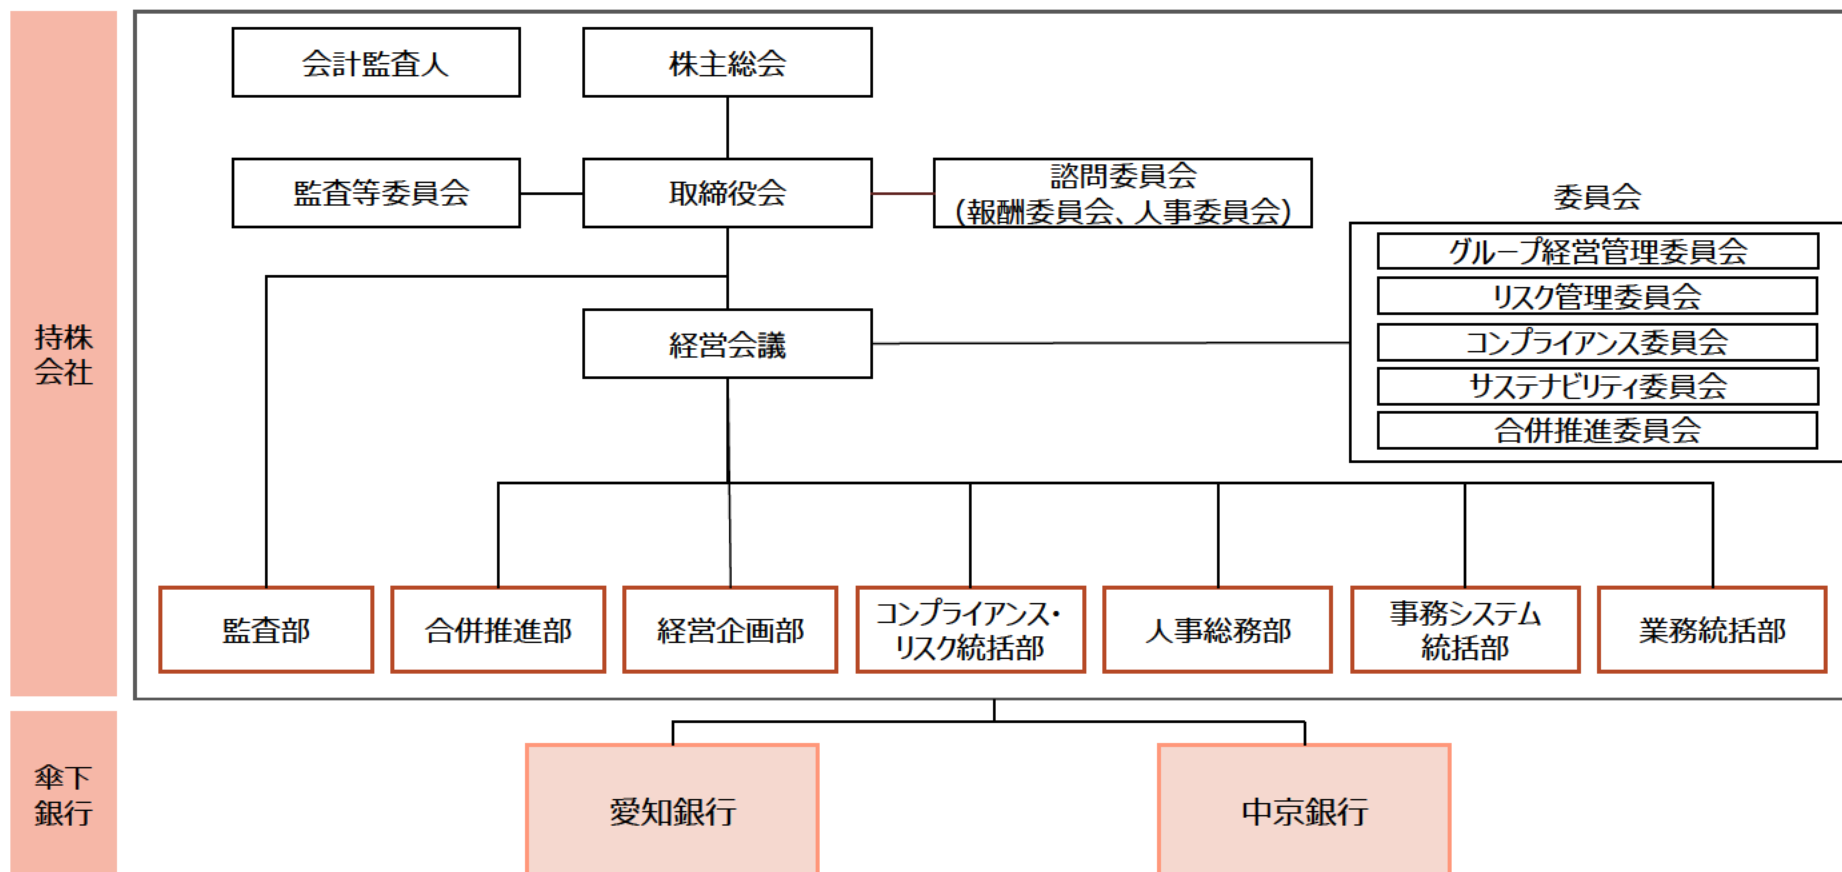 会計監査人
株主総会
監査等委員会
取締役会
諮問委員会
（報酬委員会、人事委員会）
委員会
グループ経営管理委員会
リスク管理委員会
コンプライアンス委員会
サステナビリティ委員会
合併推進委員会
経営会議
持株
会社
監査部
合併推進部
経営企画部
コンプライアンス・
リスク統括部
人事総務部
事務システム
統括部
業務統括部
傘下
銀行
愛知銀行
中京銀行